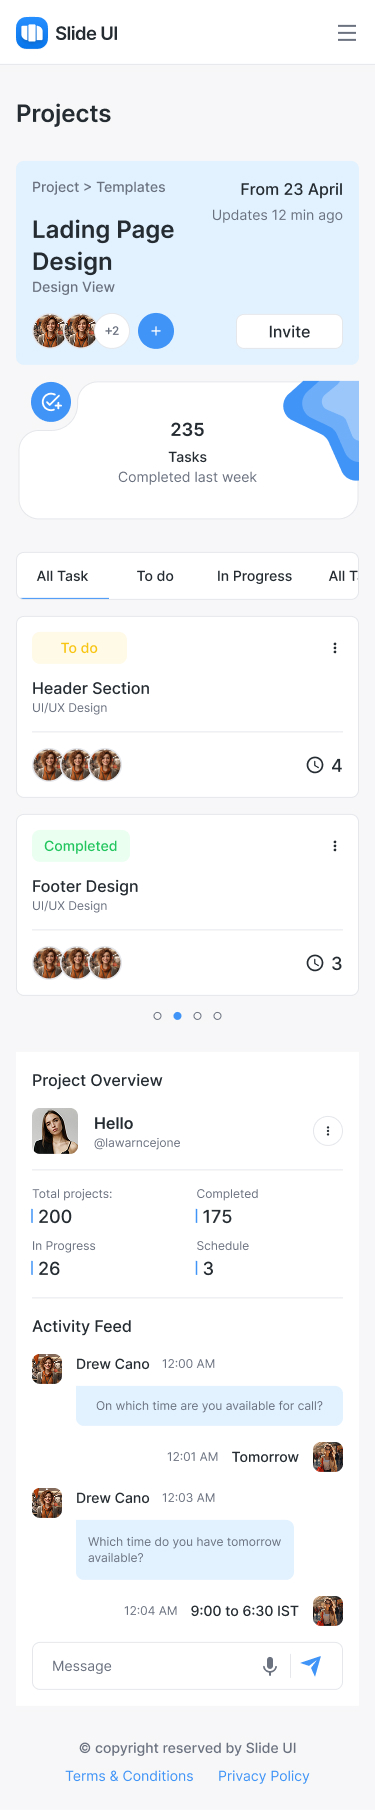 Slide UI
Projects
Project > Templates
From 23 April
Updates 12 min ago
Lading Page
Design
Design View
+2
+
Invite
235
Tasks
Completed last week
All Task To do In Progress All T
To do
Header Section
UI/UX Design
4
Completed
Footer Design
UI/UX Design
3
Project Overview
Hello
@lawarncejone
Total projects: Completed
200 175
In Progress Schedule
26 3
Activity Feed
Drew Cano 12:00 AM
On which time are you available for call?
12:01 AM Tomorrow
Drew Cano 12:03 AM
Which time do you have tomorrow
available?
12:04 AM 9:00 to 6:30 IST
Message
© copyright reserved by Slide UI
Terms & Conditions Privacy Policy